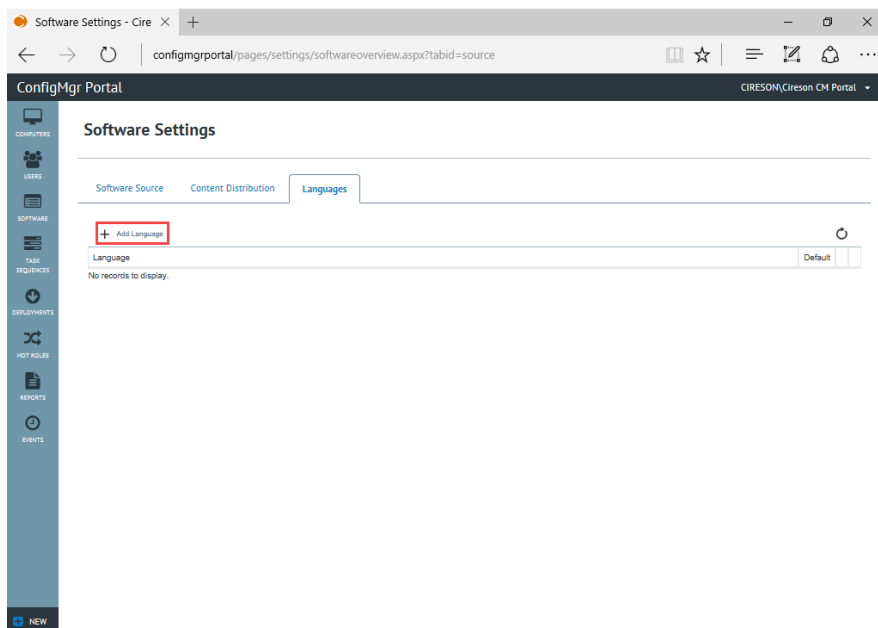 Software Settings - Cire
configmgrportal/pages/settings/softwareoverview.aspx?tabid=source
ConfigMgr Portal
CIRESON\Cireson CM Portal
COMPUTERS
USERS
SOFTWARE
TASK
SEQUENCES
DEPLOYMENTS
MDT ROLES
REPORTS
EVENTS
NEW
Software Settings
Software Source Content Distribution Languages
Add Language
Language Default
No records to display.